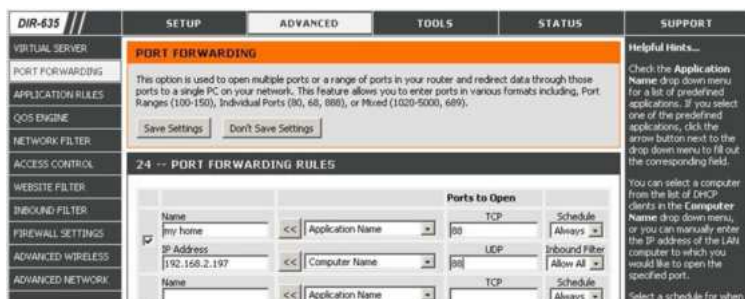 DIR-635
SETUP
ADVANCED
TOOLS
STATUS
SUPPORT
VIRTUAL SERVER
PORT FORWARDING
APPLICATION RULES
QOS ENGINE
NETWORK FILTER
ACCESS CONTROL
WEBSITE FILTER
INBOUND FILTER
FIREWALL SETTINGS
ADVANCED WIRELESS
ADVANCED NETWORK
PORT FORWARDING
This option is used to open multiple ports or a range of ports in your router and redirect data through those
ports to a single PC on your network. This feature allows you to enter ports in various formats including, Port
Ranges (100-150), Individual Ports (80, 68, 888), or Mixed (1020-5000, 689).
Save Settings Don't Save Settings
24 -- PORT FORWARDING RULES
Ports to Open
Name TCP Schedule
my home << Application Name 88 Always
IP Address UDP Inbound Filter
192.168.2.197 << Computer Name 88 Allow All
Name TCP Schedule
<< Application Name Always
Helpful Hints...
Check the Application
Name drop down menu
for a list of predefined
applications. If you select
one of the predefined
applications, click the
arrow button next to the
drop down menu to fill out
the corresponding field.
You can select a computer
from the list of DHCP
clients in the Computer
Name drop down menu,
or you can manually enter
the IP address of the LAN
computer to which you
would like to open the
specified port.
Select a schedule for when